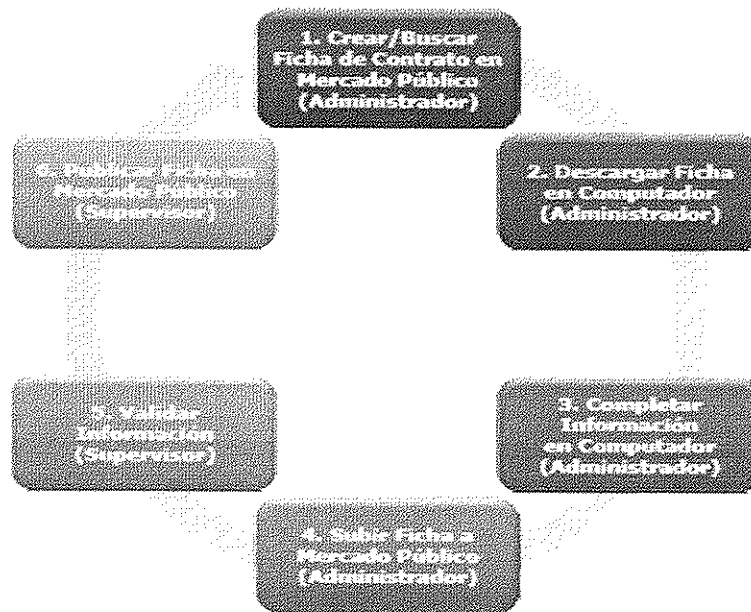 1. Crear/Buscar
Ficha de Contrato en
Mercado Público
(Administrador)
2. Descargar Ficha
en Computador
(Administrador)
3. Completar
Información
en Computador
(Administrador)
4. Subir Ficha a
Mercado Público
(Administrador)
5. Validar
Información
(Supervisor)
6. Publicar Ficha en
Mercado Público
(Supervisor)